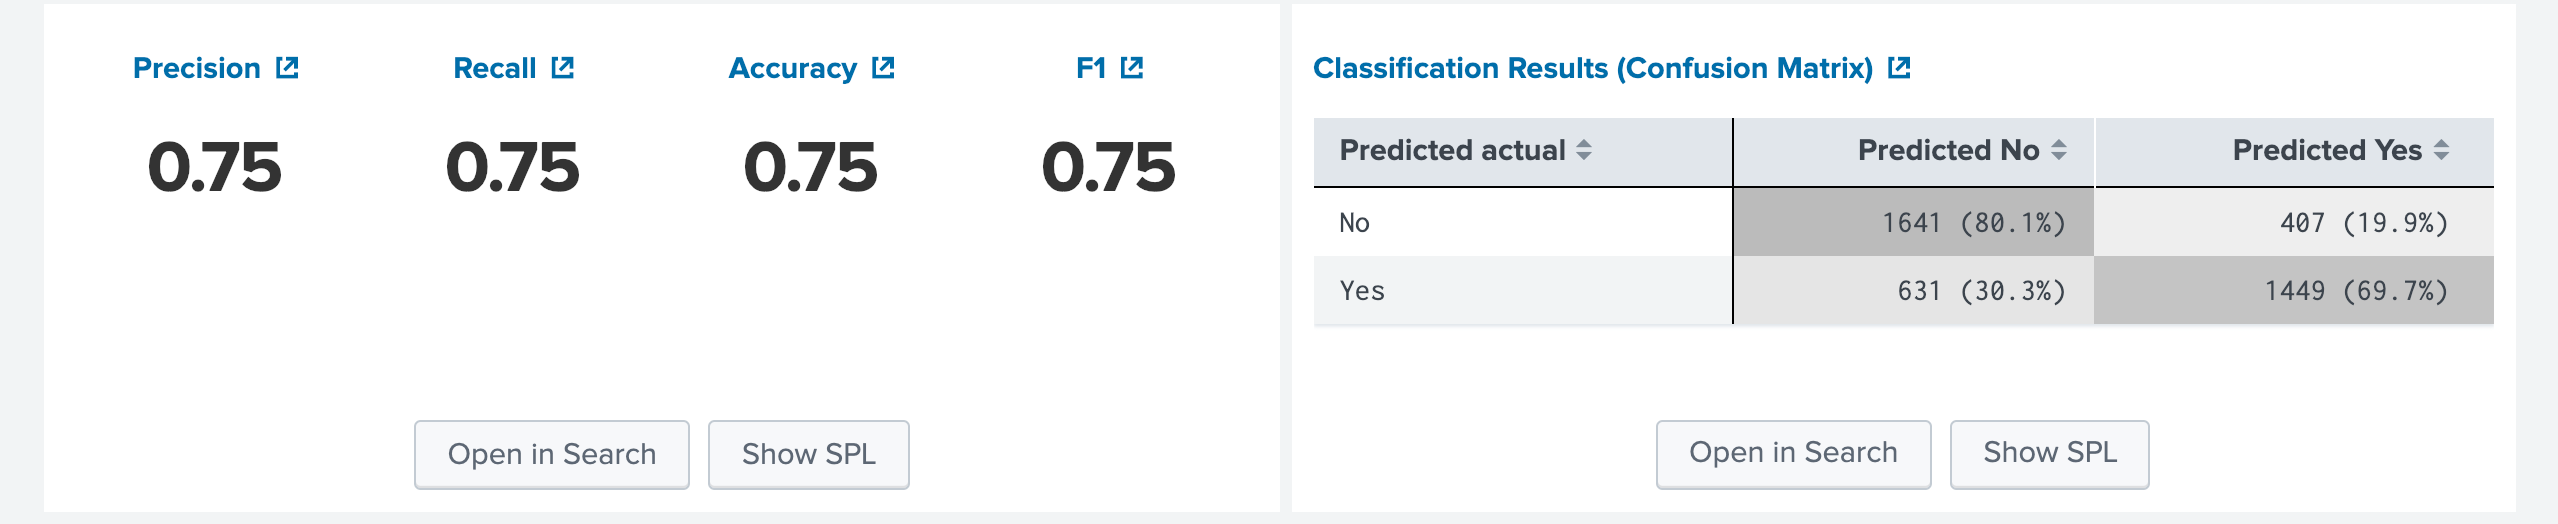 Precision Recall Accuracy F1
0.75 0.75 0.75 0.75
Open in Search Show SPL
Classification Results (Confusion Matrix)
Predicted actual Predicted No Predicted Yes
No 1641 (80.1%) 407 (19.9%)
Yes 631 (30.3%) 1449 (69.7%)
Open in Search Show SPL